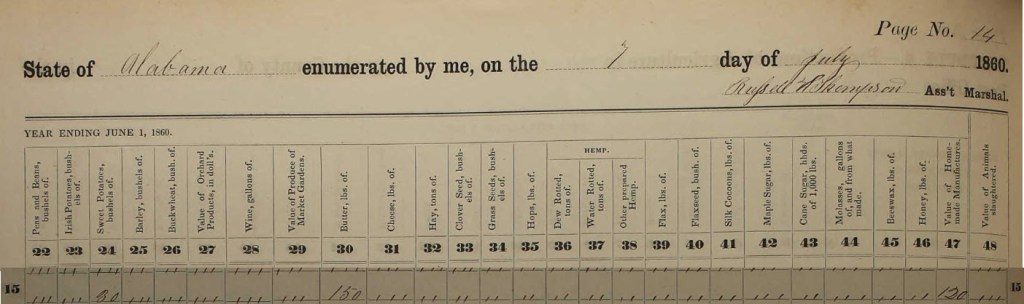 Page No. 14
State of Alabama enumerated by me, on the 7 day of July 1860.
Ass't Marshal.
YEAR ENDING JUNE 1, 1860.
HEMP.
Peas and Beans, bushels of.
Irish Potatoes, bushels of.
Sweet Potatoes, bushels of.
Barley, bushels of.
Buckwheat, bush. of.
Value of Orchard Products, in doll's.
Wine, gallons of.
Value of Produce of Market Gardens.
Butter, lbs. of.
Cheese, lbs. of.
Hay, tons of.
Clover Seed, bushels of.
Grass Seeds, bushels of.
Hops, lbs. of.
Dew Rotted, tons of.
Water Rotted, tons of.
Other prepared Hemp.
Flax, lbs. of.
Flaxseed, bush. of.
Silk Cocoons, lbs. of.
Maple Sugar, lbs. of.
Cane Sugar, hhds. of 1,000 lbs.
Molasses, gallons of, and from what made.
Beeswax, lbs. of.
Honey, lbs. of.
Value of Home-made Manufactures.
Value of Animals slaughtered.
22 23 24 25 26 27 28 29 30 31 32 33 34 35 36 37 38 39 40 41 42 43 44 45 46 47 48
15 150 120 15